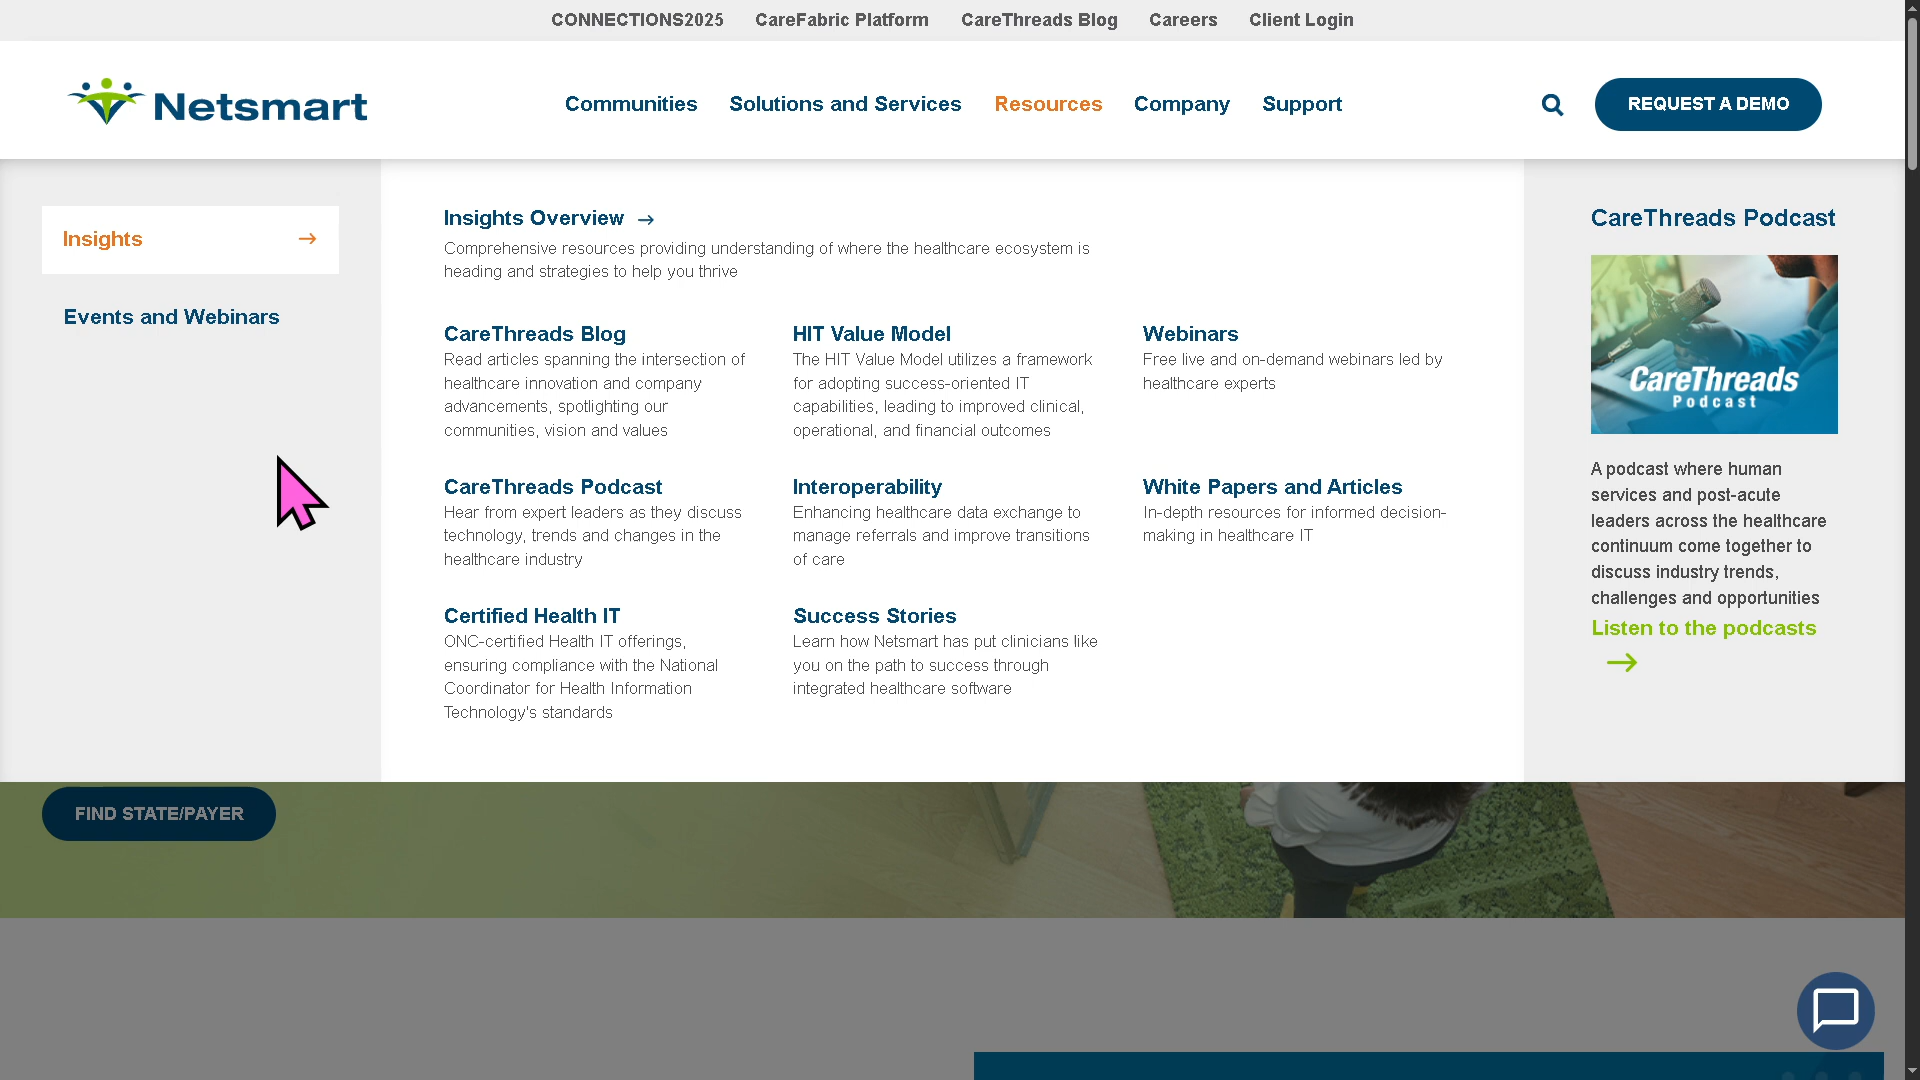 CONNECTIONS2025 CareFabric Platform CareThreads Blog Careers Client Login
Netsmart
Communities Solutions and Services Resources Company Support
REQUEST A DEMO
Insights
Events and Webinars
Insights Overview →
Comprehensive resources providing understanding of where the healthcare ecosystem is
heading and strategies to help you thrive
CareThreads Blog
Read articles spanning the intersection of
healthcare innovation and company
advancements, spotlighting our
communities, vision and values
HIT Value Model
The HIT Value Model utilizes a framework
for adopting success-oriented IT
capabilities, leading to improved clinical,
operational, and financial outcomes
Webinars
Free live and on-demand webinars led by
healthcare experts
CareThreads Podcast
Hear from expert leaders as they discuss
technology, trends and changes in the
healthcare industry
Interoperability
Enhancing healthcare data exchange to
manage referrals and improve transitions
of care
White Papers and Articles
In-depth resources for informed decision-
making in healthcare IT
Certified Health IT
ONC-certified Health IT offerings,
ensuring compliance with the National
Coordinator for Health Information
Technology's standards
Success Stories
Learn how Netsmart has put clinicians like
you on the path to success through
integrated healthcare software
CareThreads Podcast
CareThreads
Podcast
A podcast where human
services and post-acute
leaders across the healthcare
continuum come together to
discuss industry trends,
challenges and opportunities
Listen to the podcasts
FIND STATE/PAYER